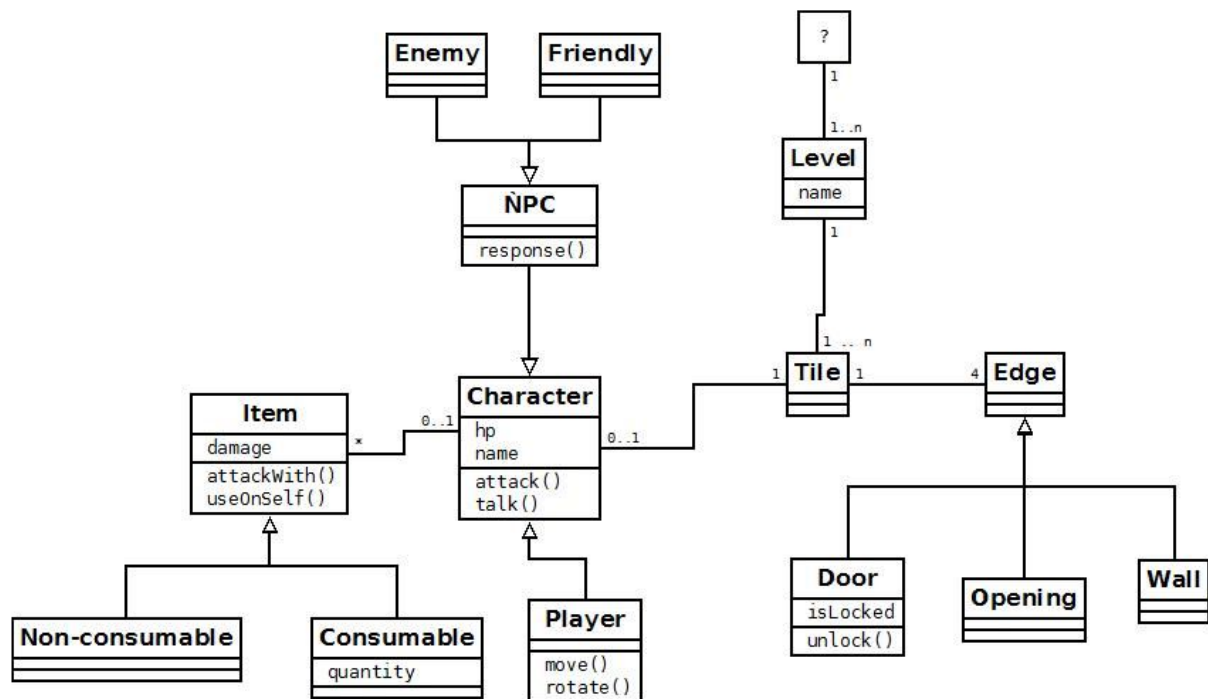 Enemy
Friendly
?
1
1..n
Level
name
1
ǸPC
response()
1 .. n
Tile
1
1
4
Edge
Character
hp
name
attack()
talk()
0..1
0..1
Item
damage
attackWith()
useOnSelf()
*
Door
isLocked
unlock()
Opening
Wall
Non-consumable
Consumable
quantity
Player
move()
rotate()